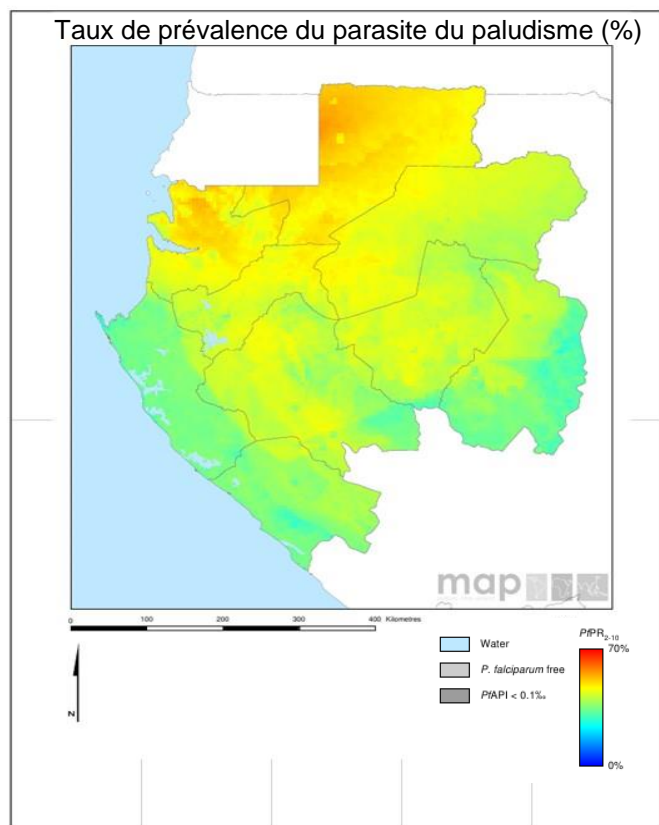 Taux de prévalence du parasite du paludisme (%)
map
0 100 200 300 400 Kilometres
Water
P. falciparum free
PfAPI < 0.1‰
PfPR2-10
70%
0%
N